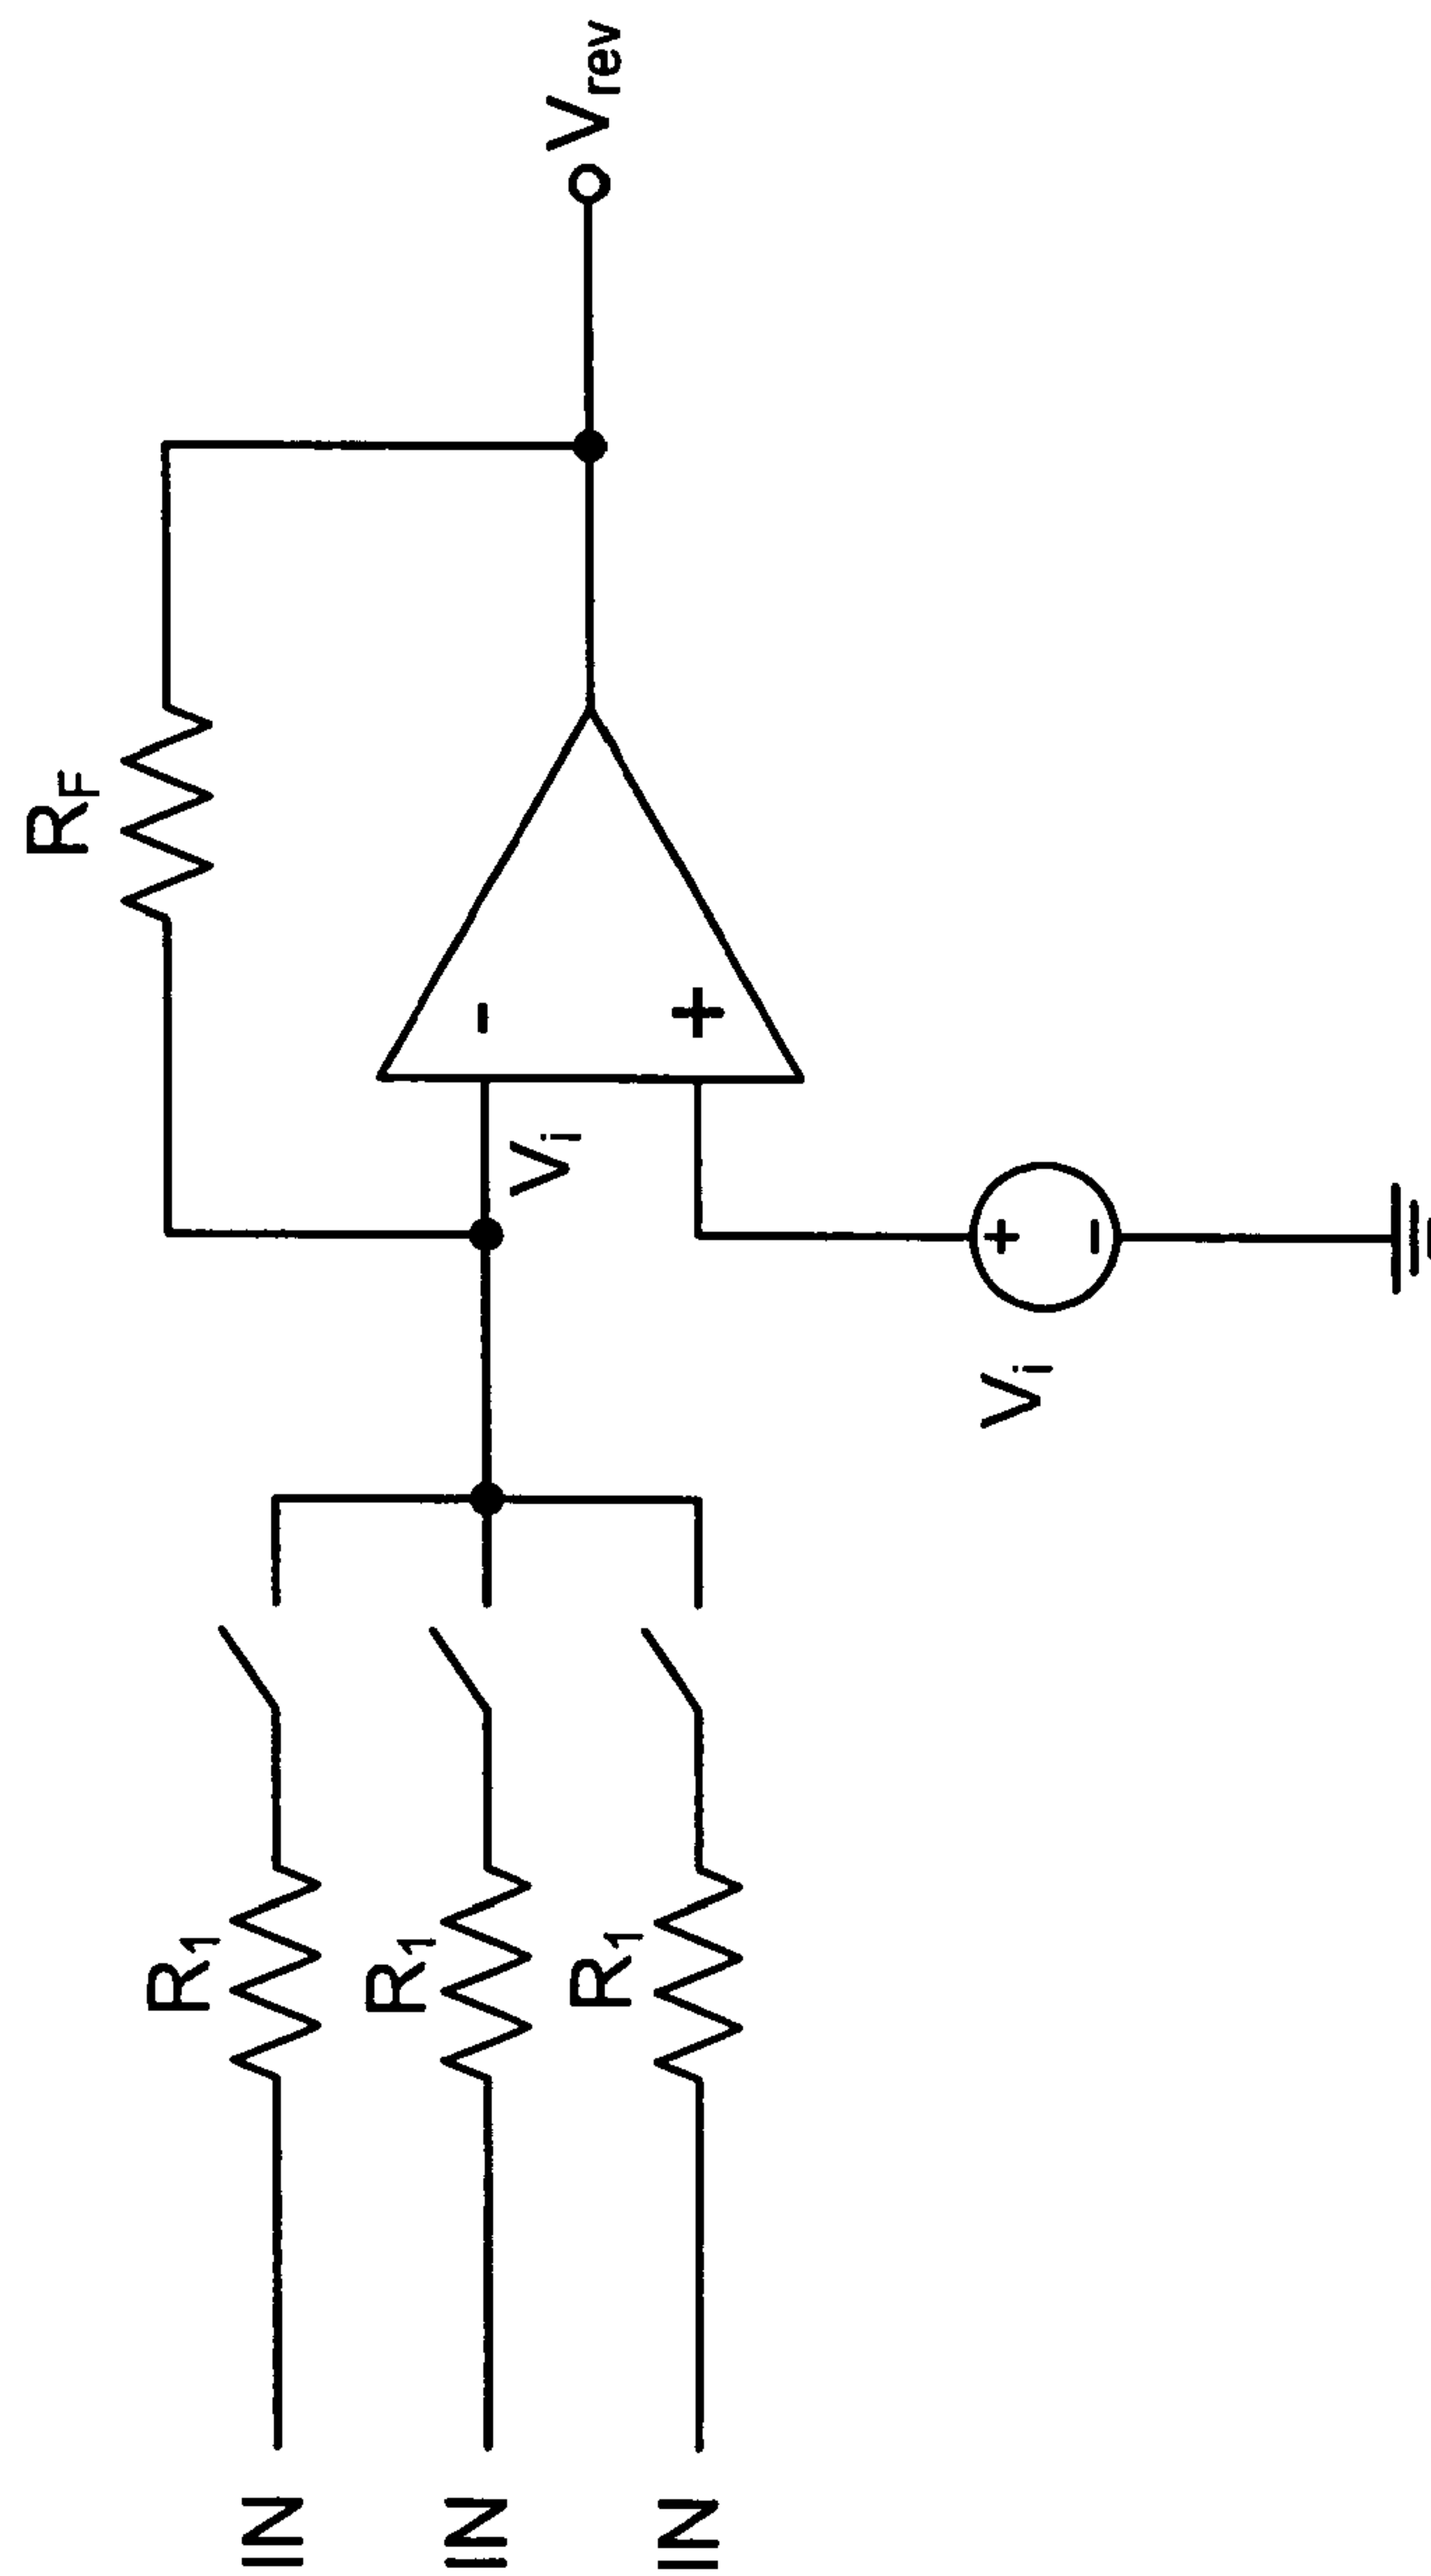 R_F
V_rev
-
+
V_i
+
-
V_i
R_1
R_1
R_1
IN
IN
IN